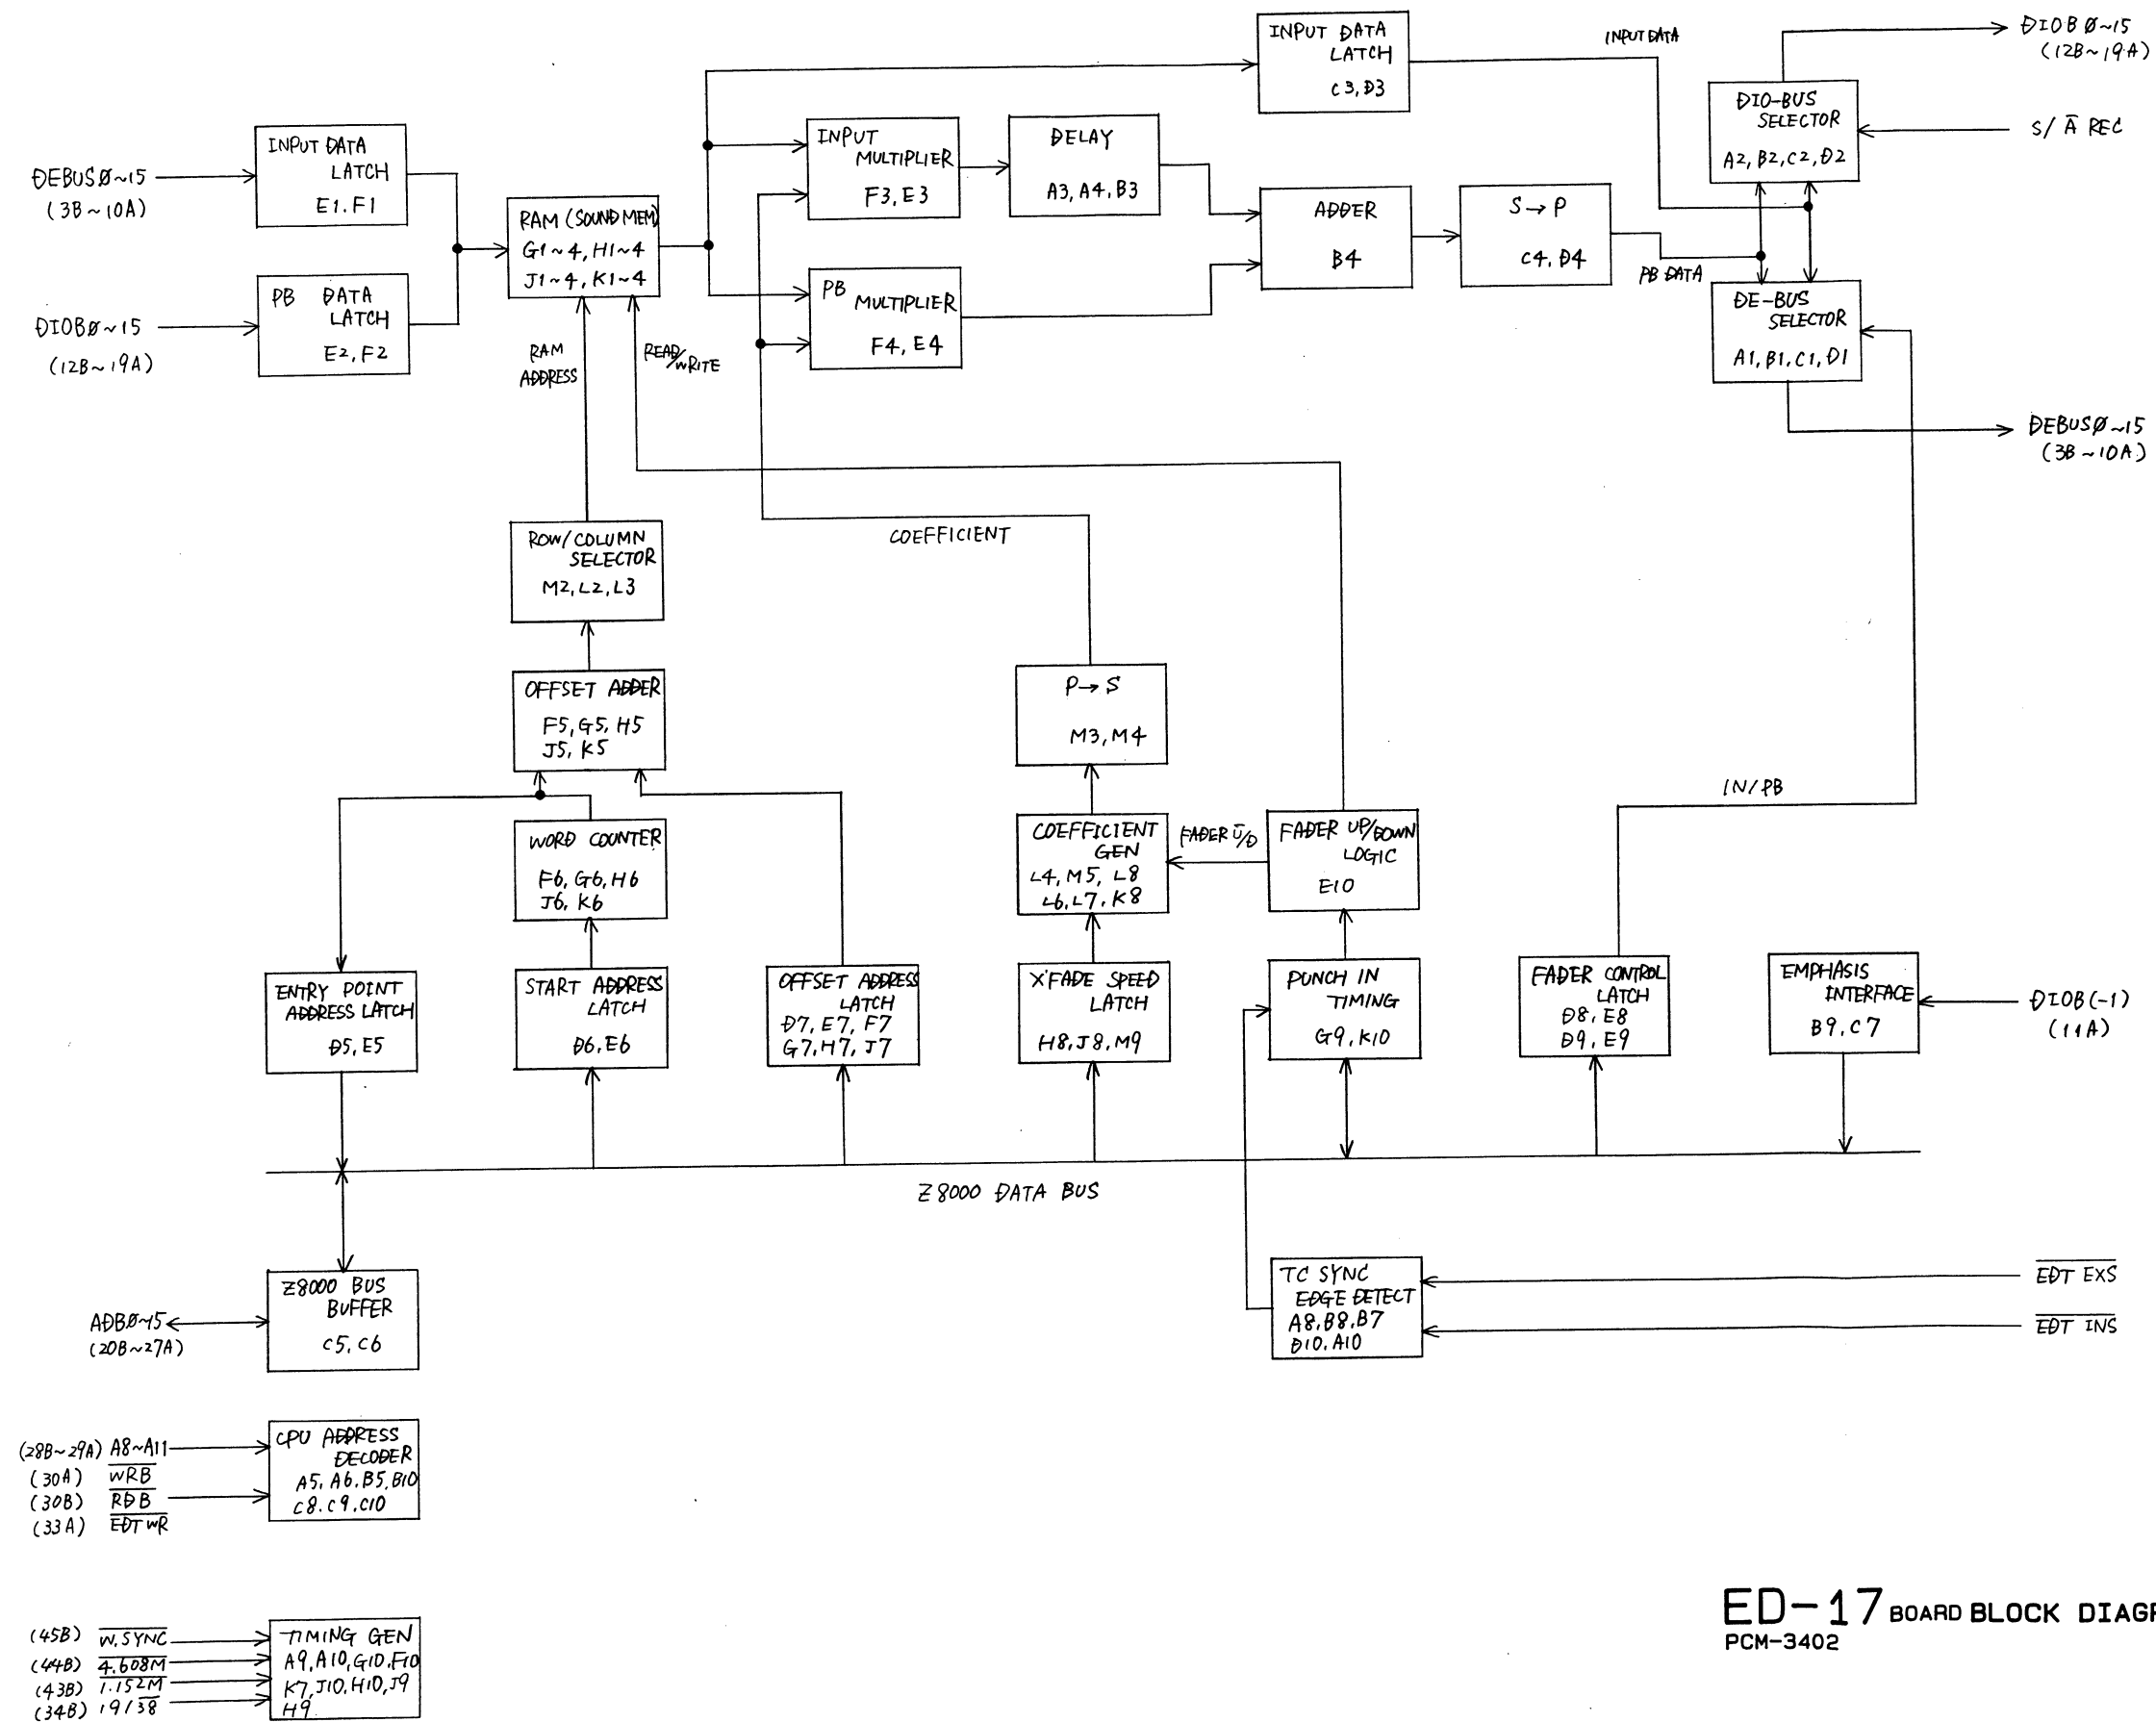 INPUT DATA
LATCH
C3, D3
INPUT DATA
DIOB Ø~15
(12B~19A)
DIO-BUS
SELECTOR
A2, B2, C2, D2
S/ A̅ REC
INPUT DATA
LATCH
E1. F1
DEBUSØ~15
(3B~10A)
INPUT
MULTIPLIER
F3, E3
DELAY
A3, A4, B3
RAM (SOUND MEM)
G1~4, H1~4
J1~4, K1~4
ADDER
B4
S→P
C4, D4
PB DATA
PB DATA
LATCH
E2, F2
DIOBØ~15
(12B~19A)
PB
MULTIPLIER
F4, E4
DE-BUS
SELECTOR
A1, B1, C1, D1
RAM
ADDRESS
READ/WRITE
DEBUSØ~15
(3B~10A)
ROW/COLUMN
SELECTOR
M2, L2, L3
COEFFICIENT
OFFSET ADDER
F5, G5, H5
J5, K5
P→S
M3, M4
IN/PB
WORD COUNTER
F6, G6, H6
J6, K6
COEFFICIENT
GEN
L4, M5, L8
L6, L7, K8
FADER U̅/D
FADER UP/DOWN
LOGIC
E10
ENTRY POINT
ADDRESS LATCH
D5, E5
START ADDRESS
LATCH
D6, E6
OFFSET ADDRESS
LATCH
D7, E7, F7
G7, H7, J7
X'FADE SPEED
LATCH
H8, J8, M9
PUNCH IN
TIMING
G9, K10
FADER CONTROL
LATCH
D8, E8
D9, E9
EMPHASIS
INTERFACE
B9, C7
DIOB(-1)
(11A)
Z8000 DATA BUS
Z8000 BUS
BUFFER
C5, C6
ADBØ~15
(20B~27A)
TC SYNC
EDGE DETECT
A8, B8, B7
D10, A10
EDT EXS
EDT INS
CPU ADDRESS
DECODER
A5, A6. B5, B10
C8. C9. C10
(28B~29A) A8~A11
(30A) WRB
(30B) RDB
(33A) EDT WR
TIMING GEN
A9, A10, G10, F10
K7, J10, H10, J9
H9
(45B) W. SYNC
(44B) 4.608M
(43B) 1.152M
(34B) 19/38
ED-17 BOARD BLOCK DIAGR
PCM-3402